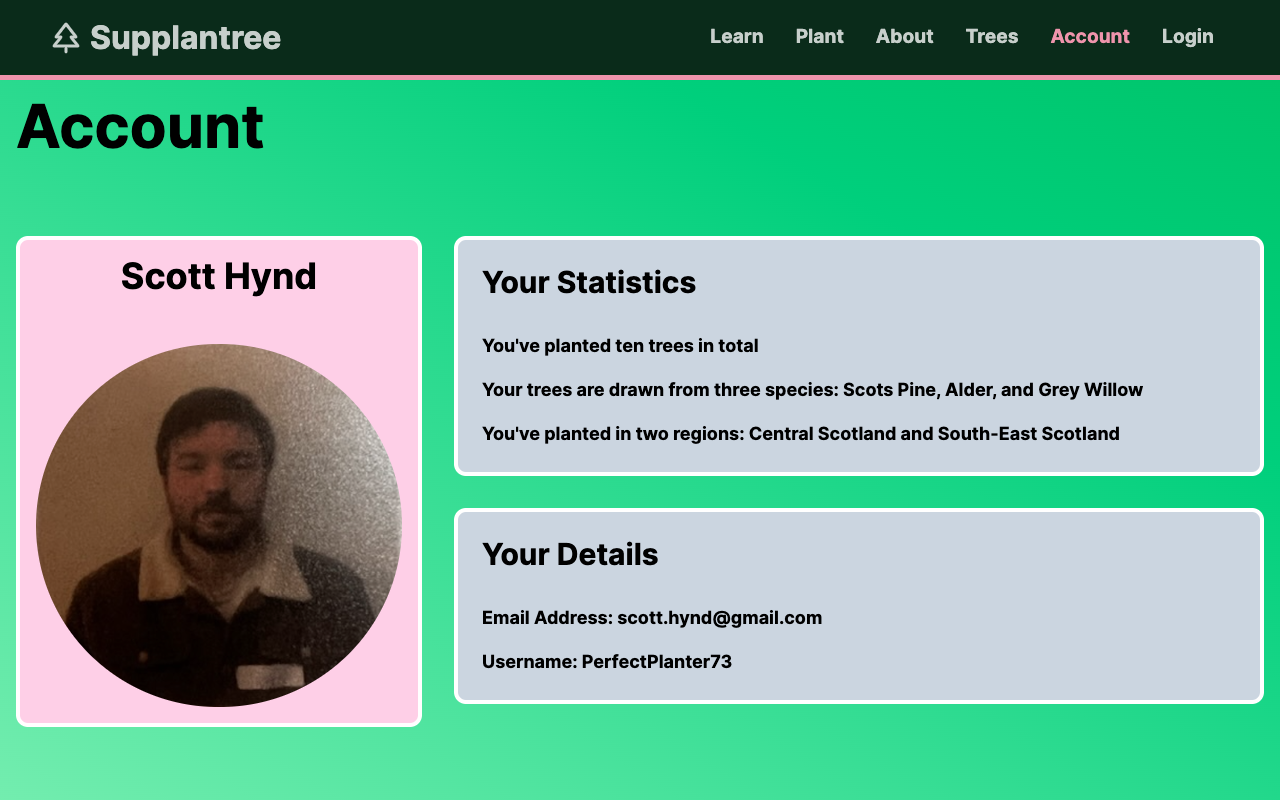 Supplantree
Learn Plant About Trees Account Login
Account
Scott Hynd
Your Statistics
You've planted ten trees in total
Your trees are drawn from three species: Scots Pine, Alder, and Grey Willow
You've planted in two regions: Central Scotland and South-East Scotland
Your Details
Email Address: scott.hynd@gmail.com
Username: PerfectPlanter73